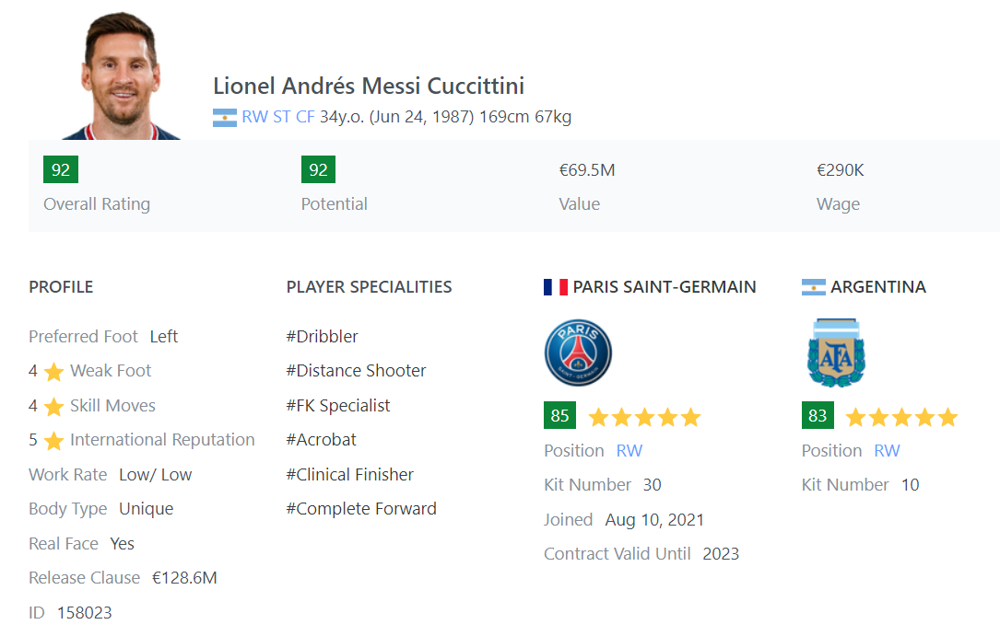 Lionel Andrés Messi Cuccittini
RW ST CF 34y.o. (Jun 24, 1987) 169cm 67kg
92
Overall Rating
92
Potential
€69.5M
Value
€290K
Wage
PROFILE
Preferred Foot Left
4 Weak Foot
4 Skill Moves
5 International Reputation
Work Rate Low/ Low
Body Type Unique
Real Face Yes
Release Clause €128.6M
ID 158023
PLAYER SPECIALITIES
#Dribbler
#Distance Shooter
#FK Specialist
#Acrobat
#Clinical Finisher
#Complete Forward
PARIS SAINT-GERMAIN
PARIS
SAINT-GERMAIN
85
Position RW
Kit Number 30
Joined Aug 10, 2021
Contract Valid Until 2023
ARGENTINA
AFA
83
Position RW
Kit Number 10